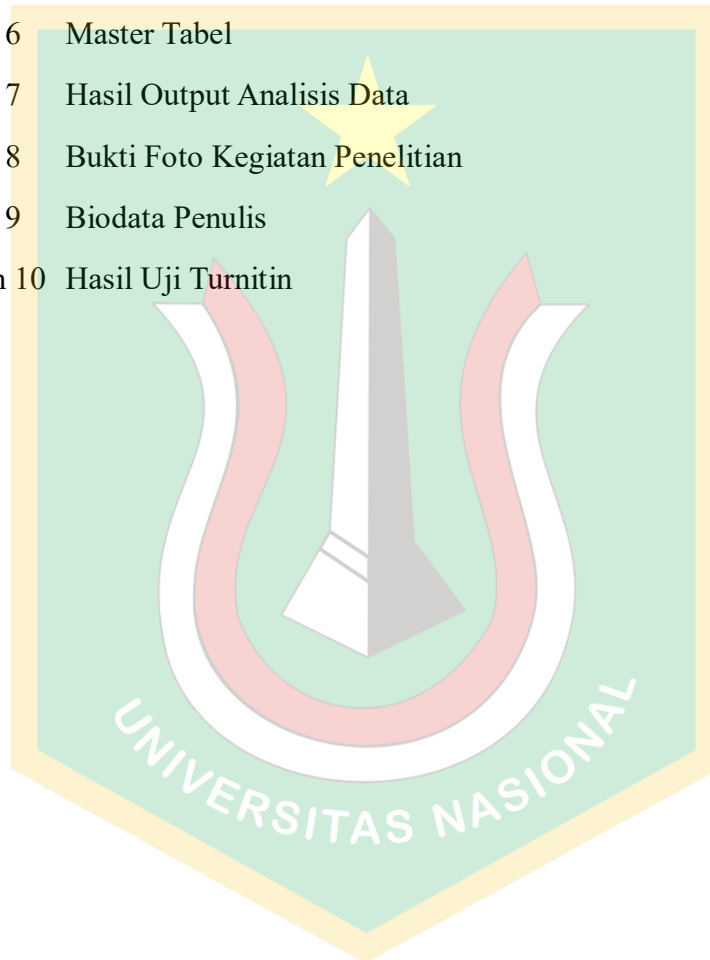 6 Master Tabel
7 Hasil Output Analisis Data
8 Bukti Foto Kegiatan Penelitian
9 Biodata Penulis
n 10 Hasil Uji Turnitin
UNIVERSITAS NASIONAL